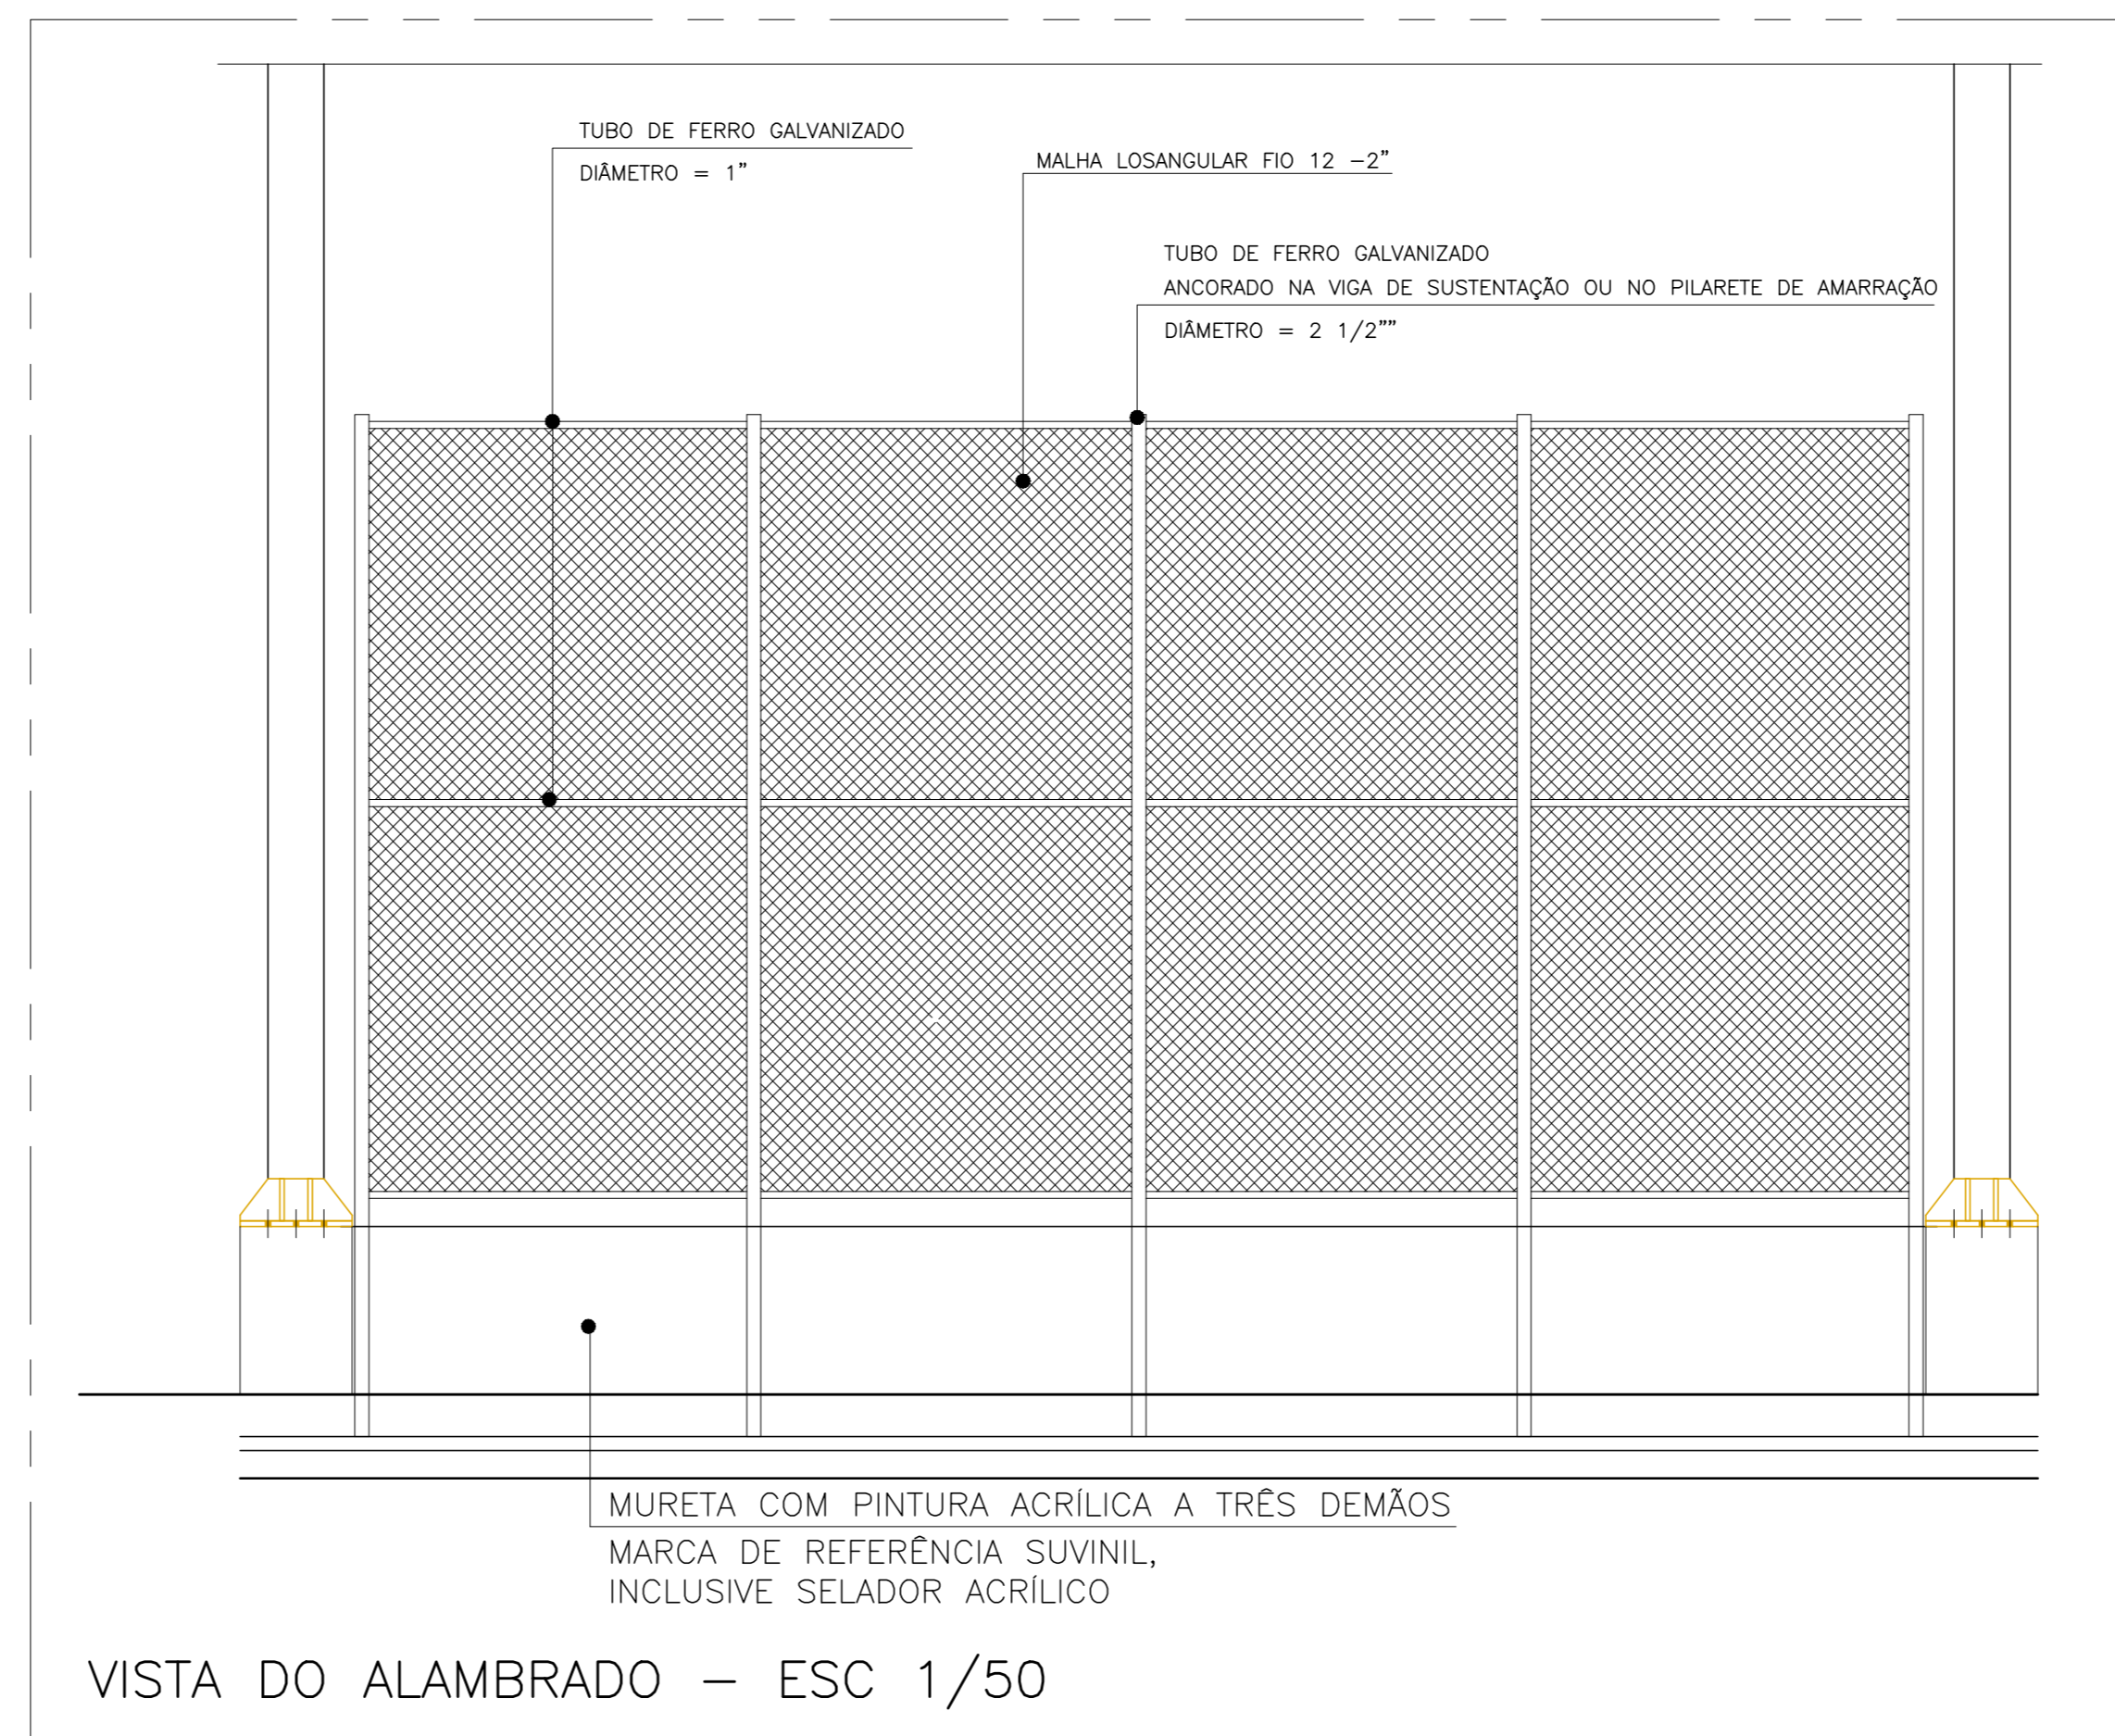 TUBO DE FERRO GALVANIZADO
DIÂMETRO = 1”
MALHA LOSANGULAR FIO 12 −2”
TUBO DE FERRO GALVANIZADO
ANCORADO NA VIGA DE SUSTENTAÇÃO OU NO PILARETE DE AMARRAÇÃO
DIÂMETRO = 2 1/2””
MURETA COM PINTURA ACRÍLICA A TRÊS DEMÃOS
MARCA DE REFERÊNCIA SUVINIL,
INCLUSIVE SELADOR ACRÍLICO
VISTA DO ALAMBRADO − ESC 1/50